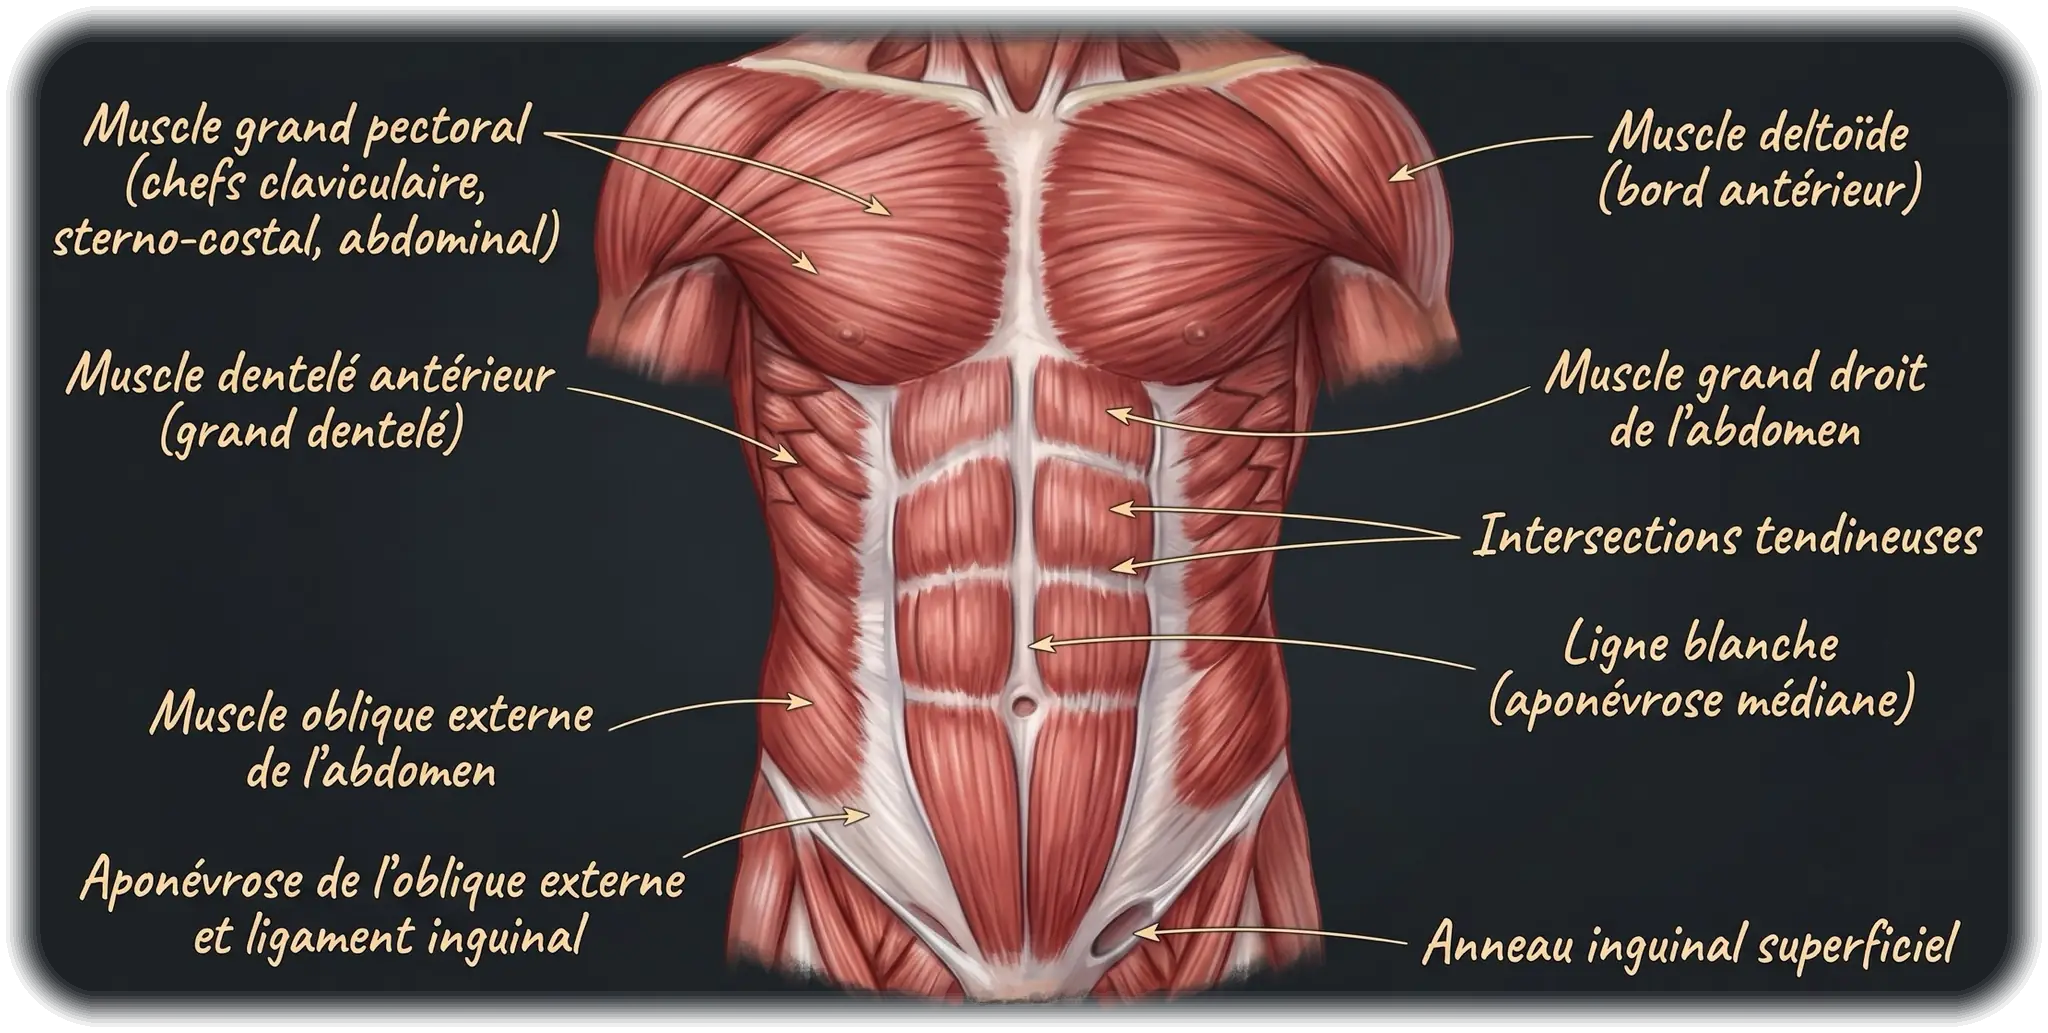 Muscle grand pectoral
(chefs claviculaire,
sterno-costal, abdominal)
Muscle dentelé antérieur
(grand dentelé)
Muscle oblique externe
de l'abdomen
Aponévrose de l'oblique externe
et ligament inguinal
Muscle deltoïde
(bord antérieur)
Muscle grand droit
de l'abdomen
Intersections tendineuses
Ligne blanche
(aponévrose médiane)
Anneau inguinal superficiel